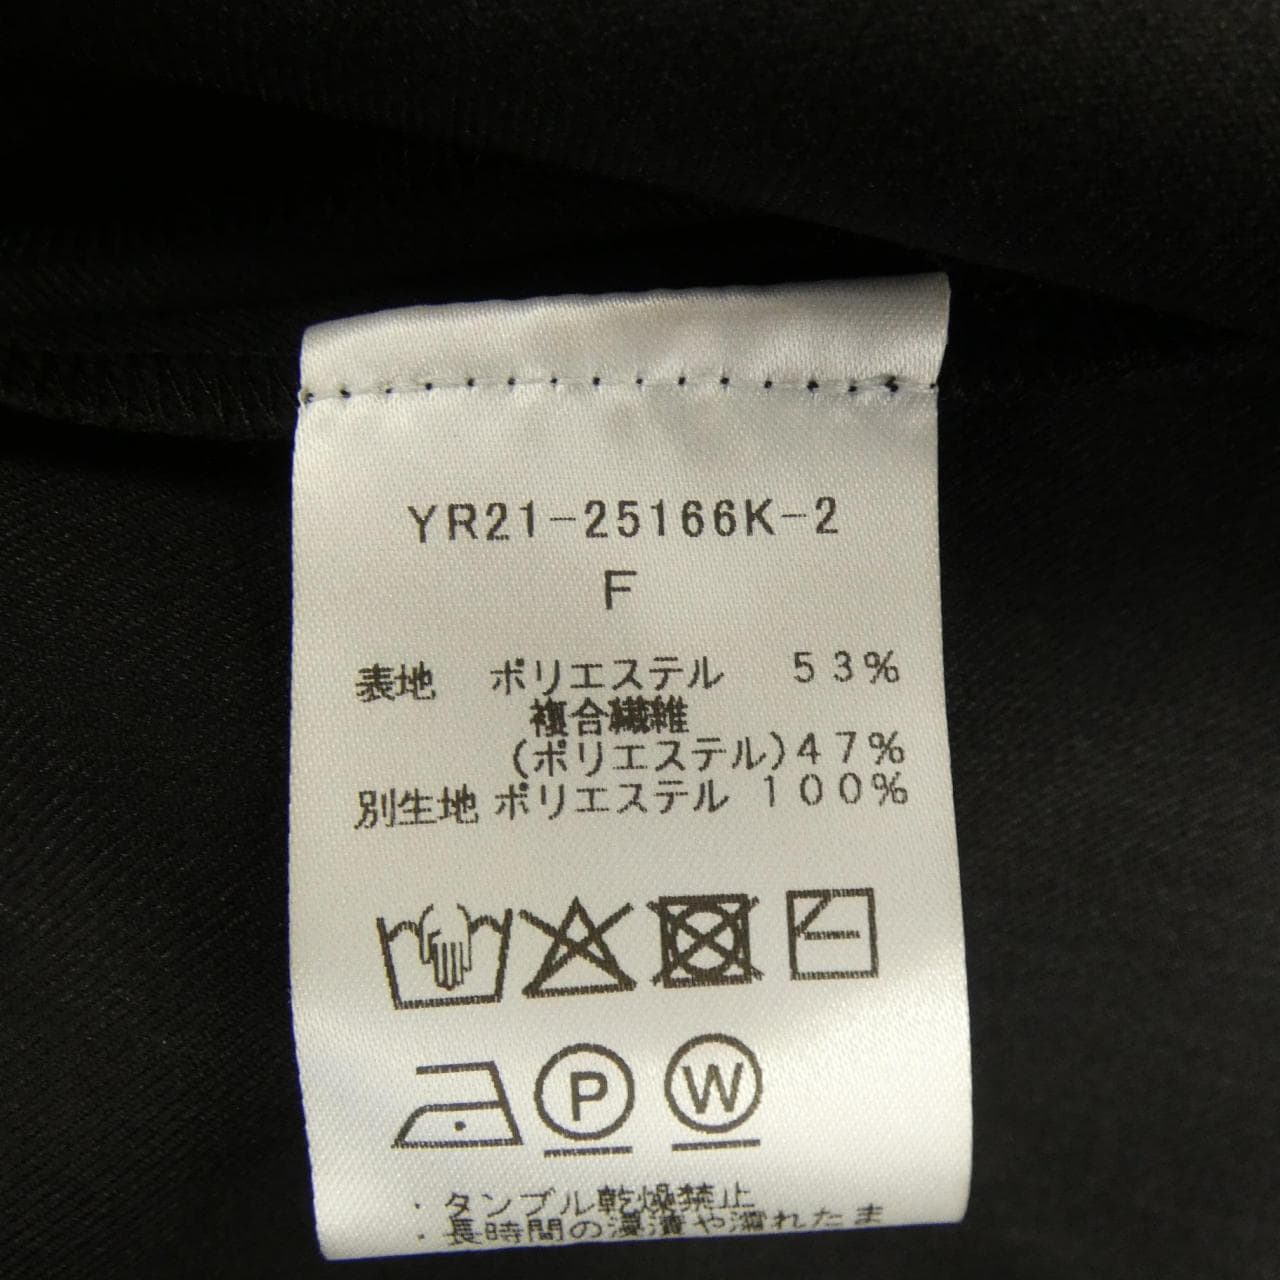 YR21-25166K-2
F
表地 ポリエステル 53%
複合繊維
(ポリエステル)47%
別生地 ポリエステル 100%
P W
・タンブル乾燥禁止
・長時間の浸漬や濡れたま